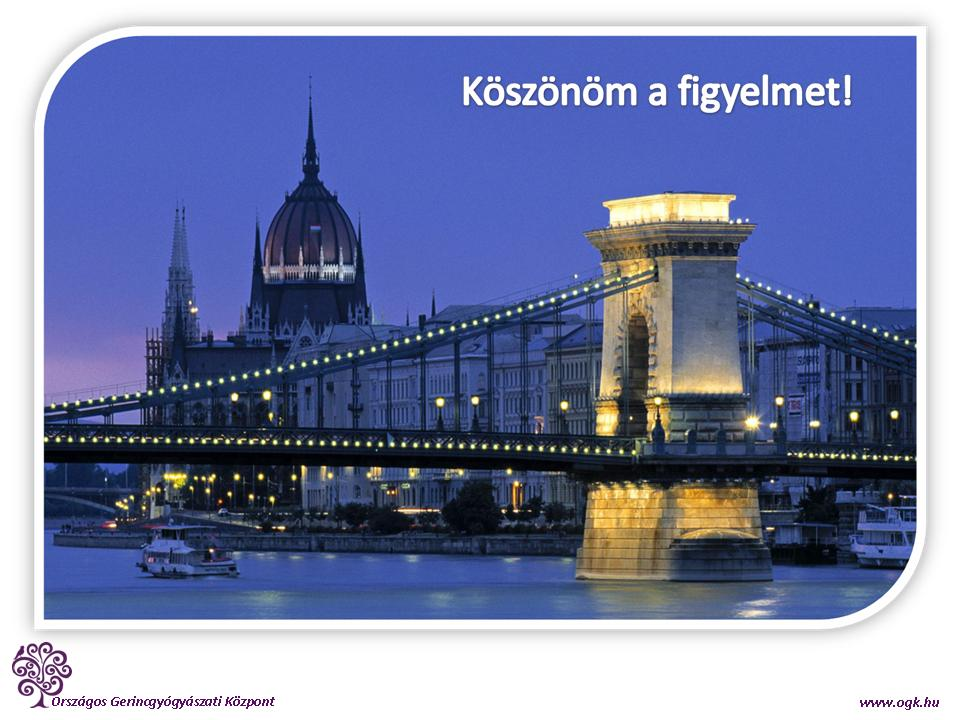 Köszönöm a figyelmet!
Országos Gerincgyógyászati Központ
www.ogk.hu